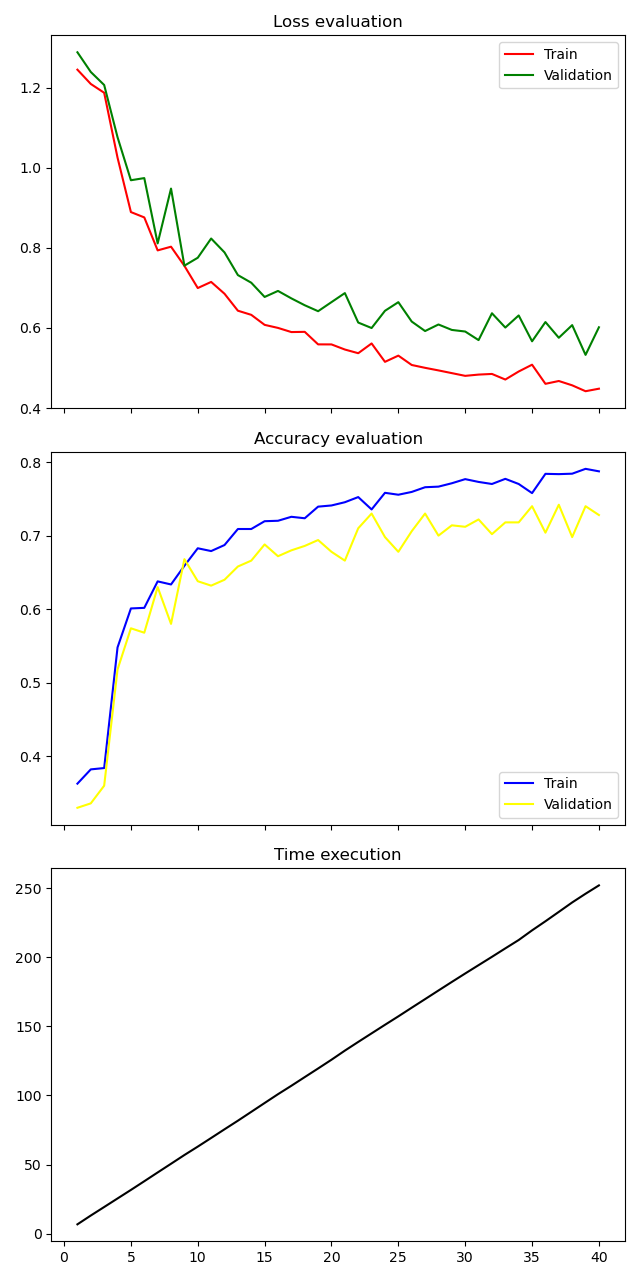 Loss evaluation
Train
Validation
1.2
1.0
0.8
0.6
0.4
Accuracy evaluation
0.8
0.7
0.6
0.5
0.4
Train
Validation
Time execution
250
200
150
100
50
0
0 5 10 15 20 25 30 35 40